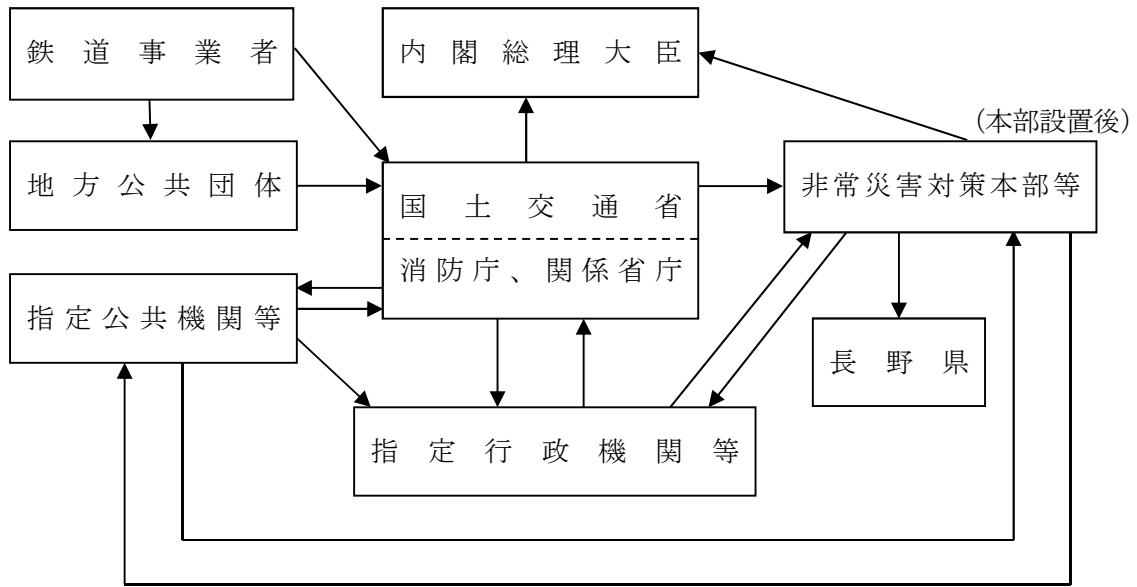 鉄道事業者
内閣総理大臣
(本部設置後)
地方公共団体
国土交通省
非常災害対策本部等
消防庁、関係省庁
指定公共機関等
長野県
指定行政機関等